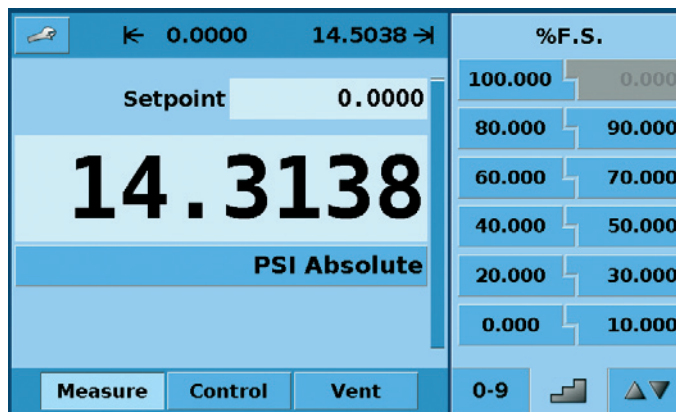 0.0000 14.5038
Setpoint 0.0000
14.3138
PSI Absolute
Measure Control Vent
%F.S.
100.000 0.000
80.000 90.000
60.000 70.000
40.000 50.000
20.000 30.000
0.000 10.000
0-9